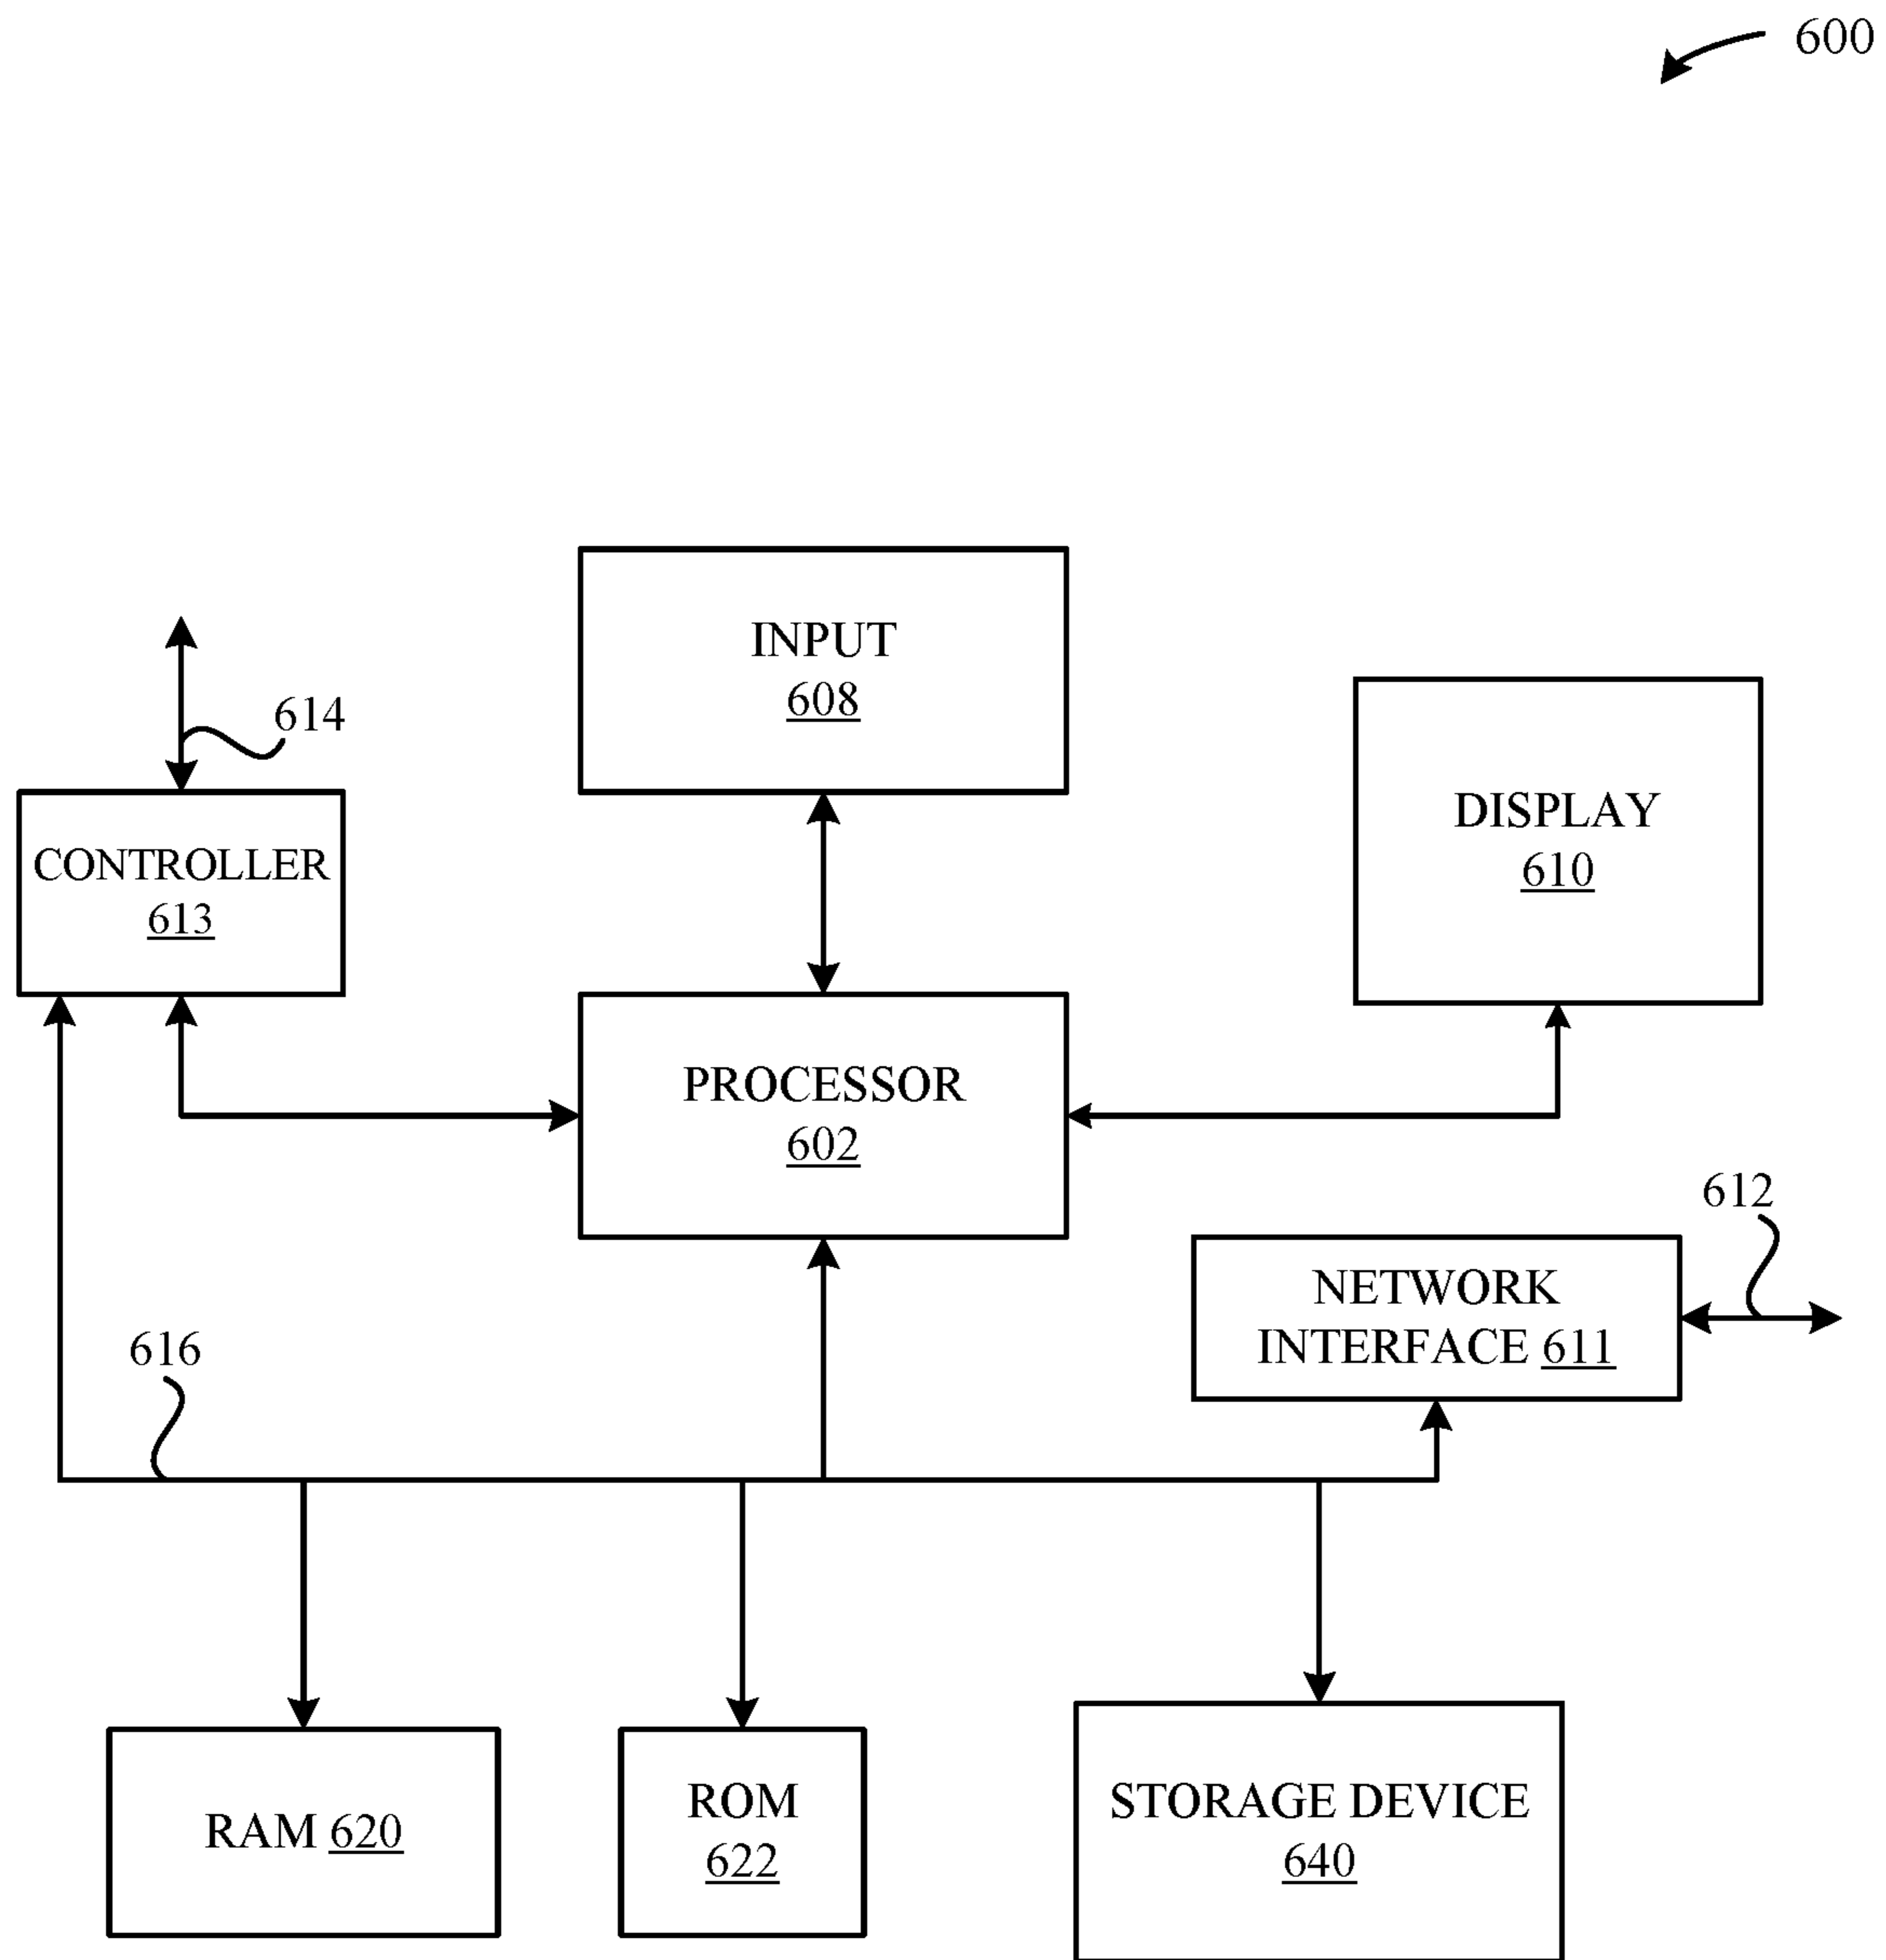 600
INPUT
608
614
DISPLAY
610
CONTROLLER
613
PROCESSOR
602
612
NETWORK
INTERFACE 611
616
RAM 620
ROM
622
STORAGE DEVICE
640